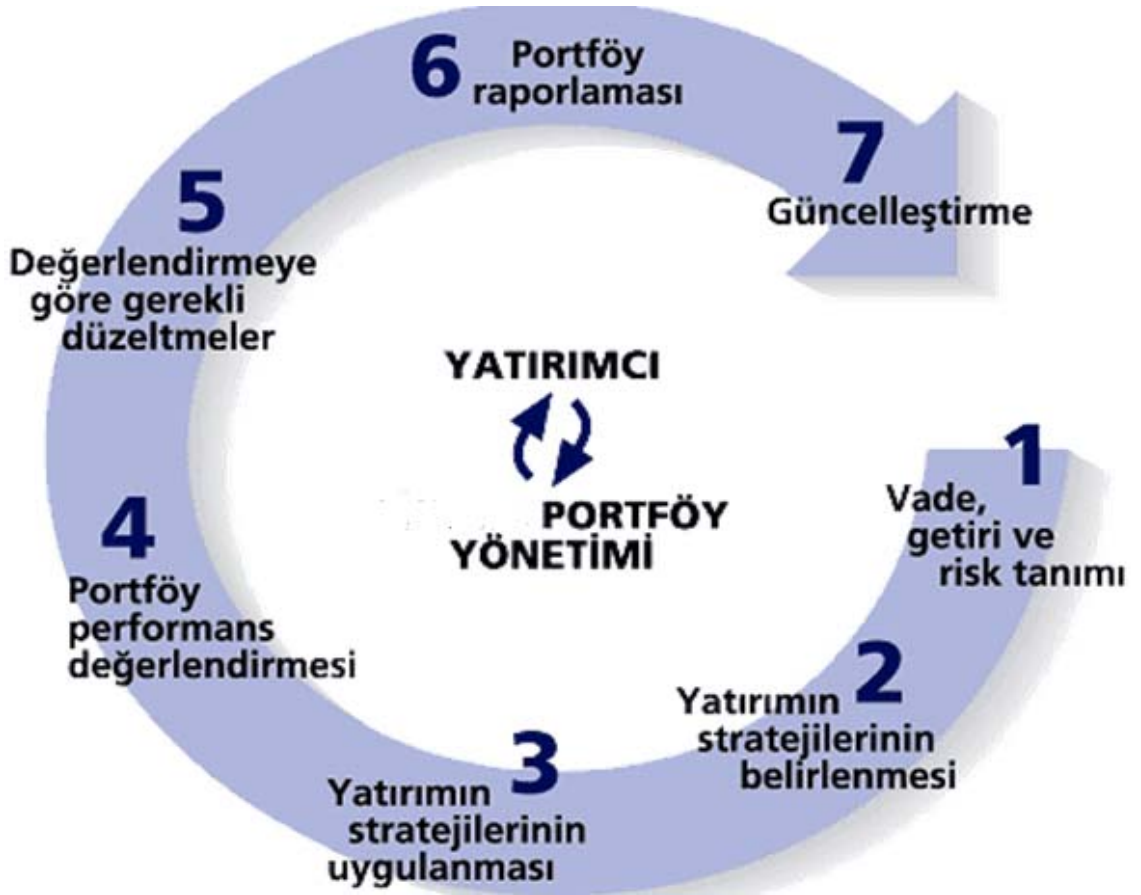 1
Vade,
getiri ve
risk tanımı
2
Yatırımın
stratejilerinin
belirlenmesi
3
Yatırımın
stratejilerinin
uygulanması
4
Portföy
performans
değerlendirmesi
5
Değerlendirmeye
göre gerekli
düzeltmeler
6
Portföy
raporlaması
7
Güncelleştirme
YATIRIMCI
PORTFÖY
YÖNETİMİ